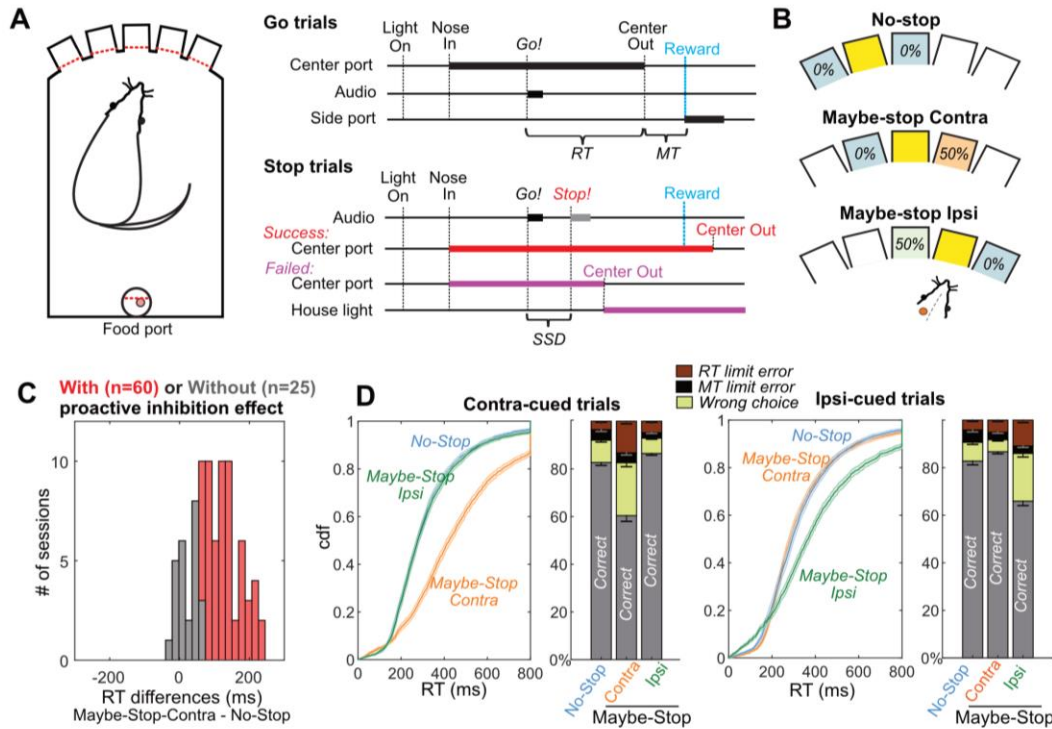 A
Food port
Go trials
Light On
Nose In
Go!
Center Out
Reward
Center port
Audio
Side port
RT
MT
Stop trials
Light On
Nose In
Go!
Stop!
Reward
Audio
Success:
Center Out
Center port
Failed:
Center Out
Center port
House light
SSD
B
No-stop
0%
0%
Maybe-stop Contra
0%
50%
Maybe-stop Ipsi
50%
0%
C
With (n=60) or Without (n=25)
proactive inhibition effect
# of sessions
10
5
0
-300
0
300
RT differences (ms)
Maybe-Stop-Contra - No-Stop
D
RT limit error
MT limit error
Wrong choice
Contra-cued trials
cdf
1
0.8
0.6
0.4
0.2
0
No-Stop
Maybe-Stop
Ipsi
Maybe-Stop
Contra
200
400
600
800
RT (ms)
80
60
40
20
0%
Correct
Correct
Correct
No-Stop
Contra
Ipsi
Maybe-Stop
Ipsi-cued trials
1
0.8
0.6
0.4
0.2
0
No-Stop
Maybe-Stop
Contra
Maybe-Stop
Ipsi
200
400
600
800
RT (ms)
80
60
40
20
0%
Correct
Correct
Correct
No-Stop
Contra
Ipsi
Maybe-Stop